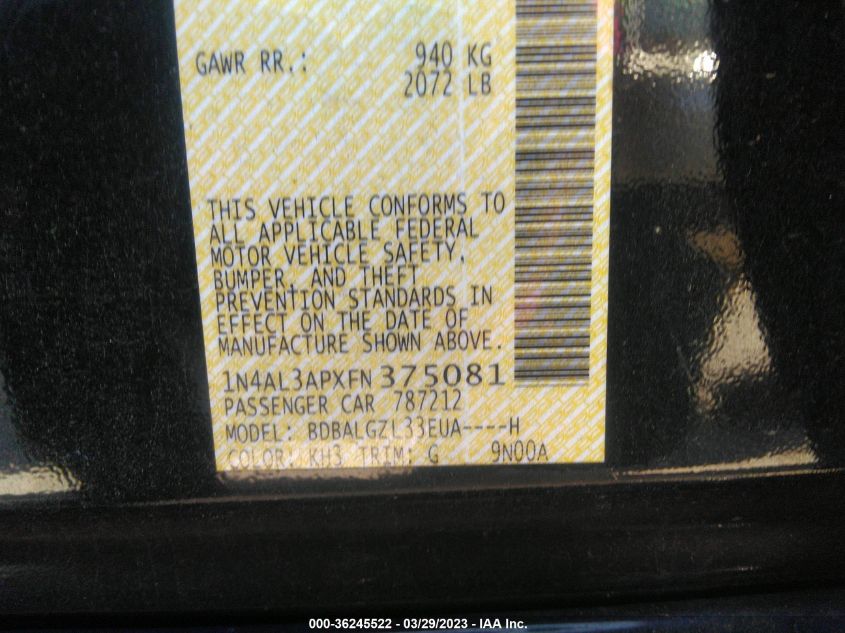 GAWR RR.: 940 KG
2072 LB
THIS VEHICLE CONFORMS TO
ALL APPLICABLE FEDERAL
MOTOR VEHICLE SAFETY,
BUMPER, AND THEFT
PREVENTION STANDARDS IN
EFFECT ON THE DATE OF
MANUFACTURE SHOWN ABOVE.
1N4AL3APXFN375081
PASSENGER CAR 787212
MODEL: BDBALGZL33EUA----H
COLOR: KH3 TRIM: G 9N00A
000-36245522 - 03/29/2023 - IAA Inc.